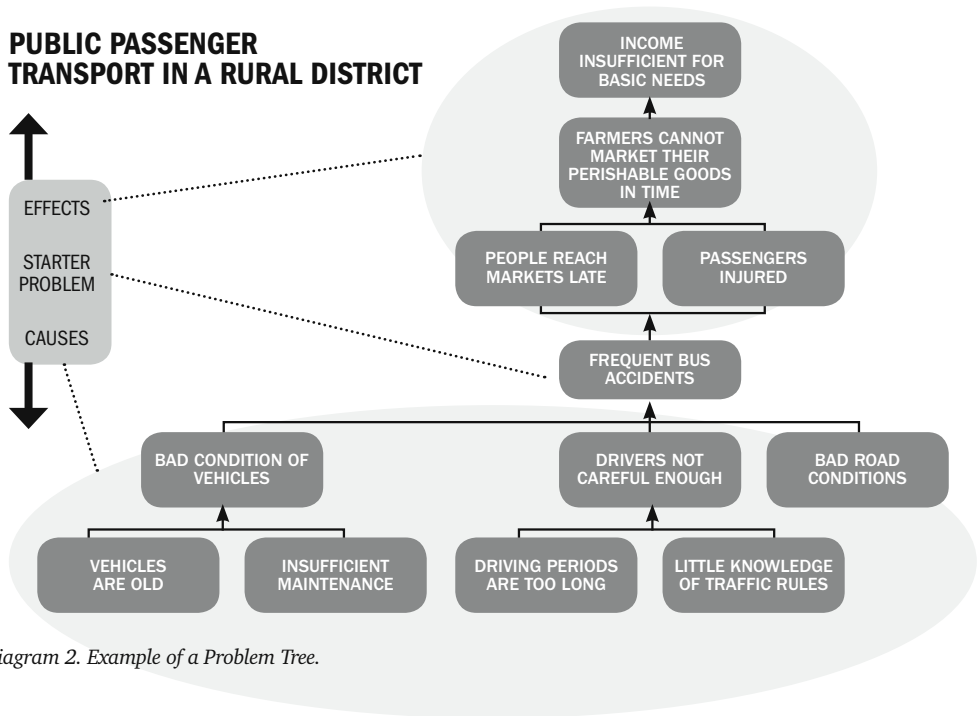 PUBLIC PASSENGER
TRANSPORT IN A RURAL DISTRICT
EFFECTS
STARTER
PROBLEM
CAUSES
INCOME
INSUFFICIENT FOR
BASIC NEEDS
FARMERS CANNOT
MARKET THEIR
PERISHABLE GOODS
IN TIME
PEOPLE REACH
MARKETS LATE
PASSENGERS
INJURED
FREQUENT BUS
ACCIDENTS
BAD CONDITION OF
VEHICLES
DRIVERS NOT
CAREFUL ENOUGH
BAD ROAD
CONDITIONS
VEHICLES
ARE OLD
INSUFFICIENT
MAINTENANCE
DRIVING PERIODS
ARE TOO LONG
LITTLE KNOWLEDGE
OF TRAFFIC RULES
iagram 2. Example of a Problem Tree.